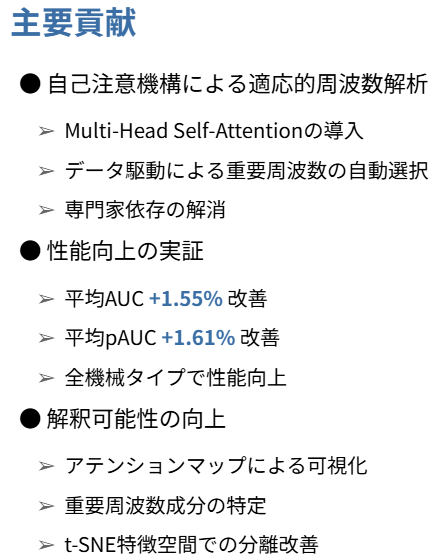 主要貢献
● 自己注意機構による適応的周波数解析
➢ Multi-Head Self-Attentionの導入
➢ データ駆動による重要周波数の自動選択
➢ 専門家依存の解消
● 性能向上の実証
➢ 平均AUC +1.55% 改善
➢ 平均pAUC +1.61% 改善
➢ 全機械タイプで性能向上
● 解釈可能性の向上
➢ アテンションマップによる可視化
➢ 重要周波数成分の特定
➢ t-SNE特徴空間での分離改善